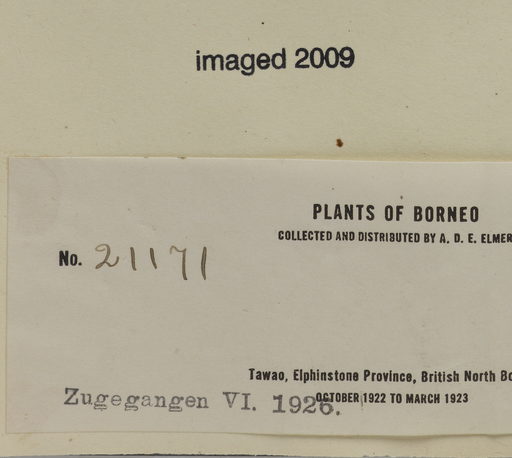 imaged 2009
PLANTS OF BORNEO
COLLECTED AND DISTRIBUTED BY A. D. E. ELMER
No. 21171
Tawao, Elphinstone Province, British North Bo
OCTOBER 1922 TO MARCH 1923
Zugegangen VI. 1926.